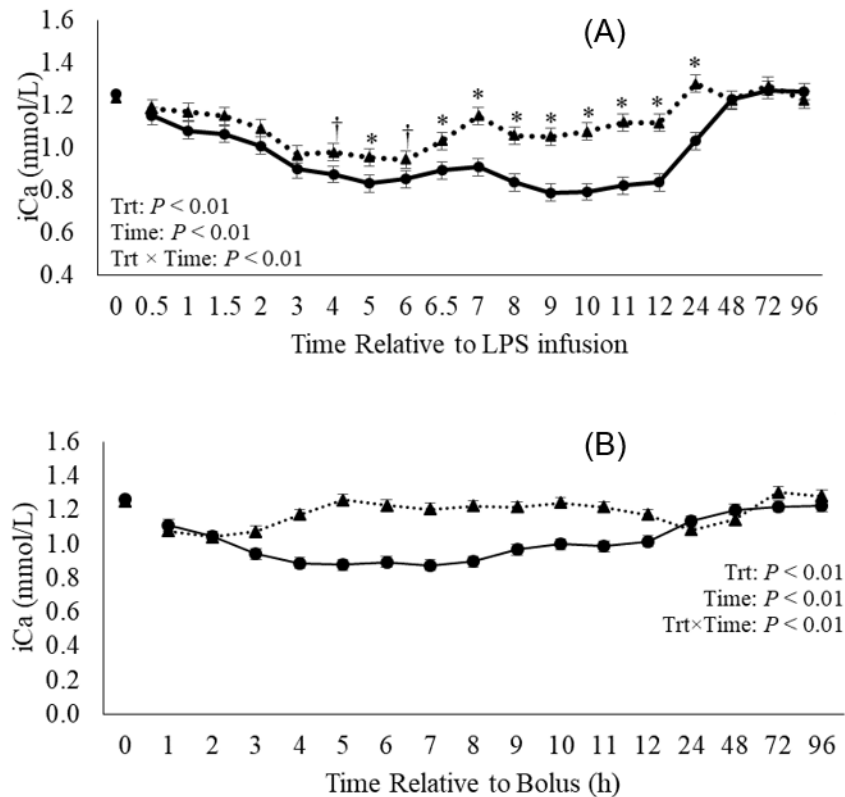 (A)
iCa (mmol/L)
1.6
1.4
1.2
1.0
0.8
0.6
0.4
† * † * * * * * * * *
Trt: P < 0.01
Time: P < 0.01
Trt × Time: P < 0.01
0 0.5 1 1.5 2 3 4 5 6 6.5 7 8 9 10 11 12 24 48 72 96
Time Relative to LPS infusion
(B)
iCa (mmol/L)
1.6
1.4
1.2
1.0
0.8
0.6
0.4
0.2
0.0
Trt: P < 0.01
Time: P < 0.01
Trt×Time: P < 0.01
0 1 2 3 4 5 6 7 8 9 10 11 12 24 48 72 96
Time Relative to Bolus (h)